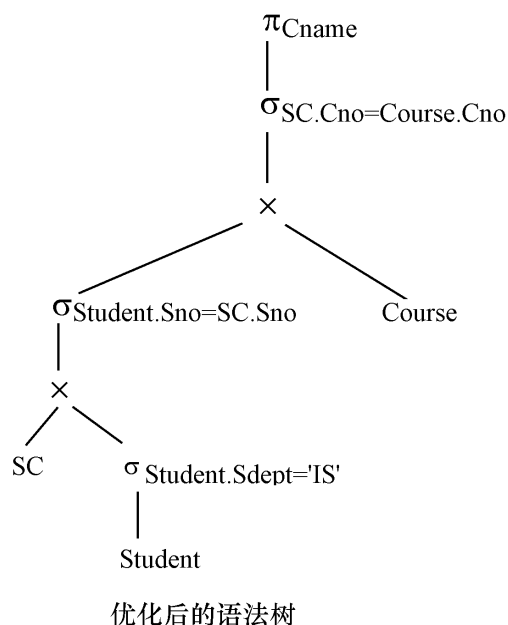 πCname
σSC.Cno=Course.Cno
×
σStudent.Sno=SC.Sno
Course
×
SC
σ Student.Sdept='IS'
Student
优化后的语法树